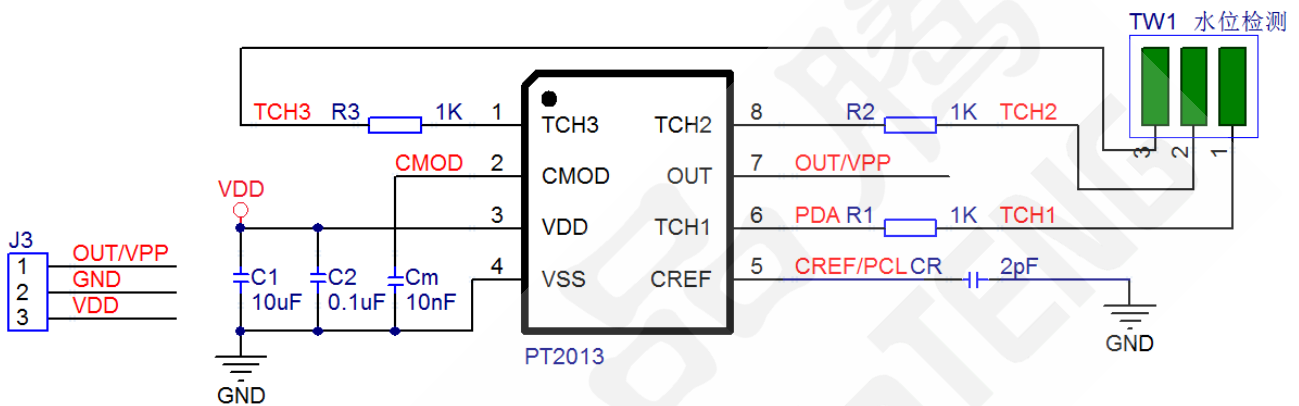 TW1 水位检测
TCH3 R3 1K 1 TCH3 TCH2 8 R2 1K TCH2
3 2 1
CMOD 2 CMOD OUT 7 OUT/VPP
VDD
3 VDD TCH1 6 PDA R1 1K TCH1
J3
1 OUT/VPP
2 GND
3 VDD
C1 10uF
C2 0.1uF
Cm 10nF
4 VSS CREF 5 CREF/PCL CR 2pF
GND
PT2013
GND